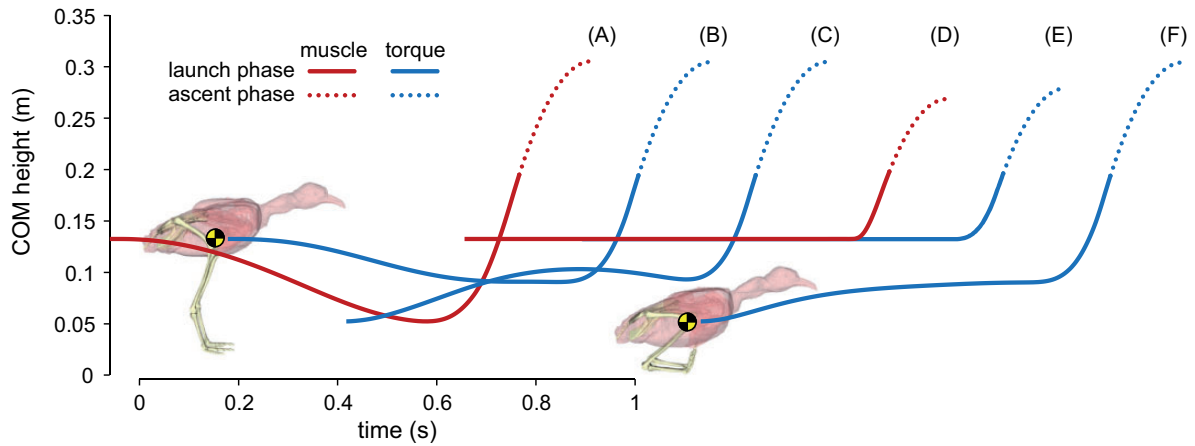 0.35
(A) (B) (C) (D) (E) (F)
muscle torque
0.3
launch phase
ascent phase
0.25
COM height (m)
0.2
0.15
0.1
0.05
0
0 0.2 0.4 0.6 0.8 1
time (s)